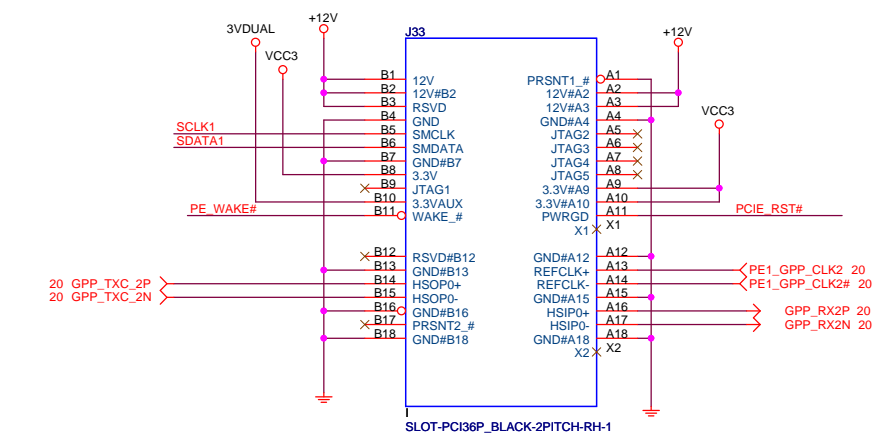 +12V
3VDUAL
J33
+12V
VCC3
B1 12V PRSNT1_# A1
B2 12V#B2 12V#A2 A2
B3 RSVD 12V#A3 A3
VCC3
B4 GND GND#A4 A4
SCLK1 B5 SMCLK JTAG2 A5
SDATA1 B6 SMDATA JTAG3 A6
B7 GND#B7 JTAG4 A7
B8 3.3V JTAG5 A8
B9 JTAG1 3.3V#A9 A9
B10 3.3VAUX 3.3V#A10 A10
PE_WAKE# B11 WAKE_# PWRGD A11 PCIE_RST#
X1 X1
B12 RSVD#B12 GND#A12 A12
B13 GND#B13 REFCLK+ A13 PE1_GPP_CLK2 20
20 GPP_TXC_2P B14 HSOP0+ REFCLK- A14 PE1_GPP_CLK2# 20
20 GPP_TXC_2N B15 HSOP0- GND#A15 A15
B16 GND#B16 HSIP0+ A16 GPP_RX2P 20
B17 PRSNT2_# HSIP0- A17 GPP_RX2N 20
B18 GND#B18 GND#A18 A18
X2 X2
SLOT-PCI36P_BLACK-2PITCH-RH-1